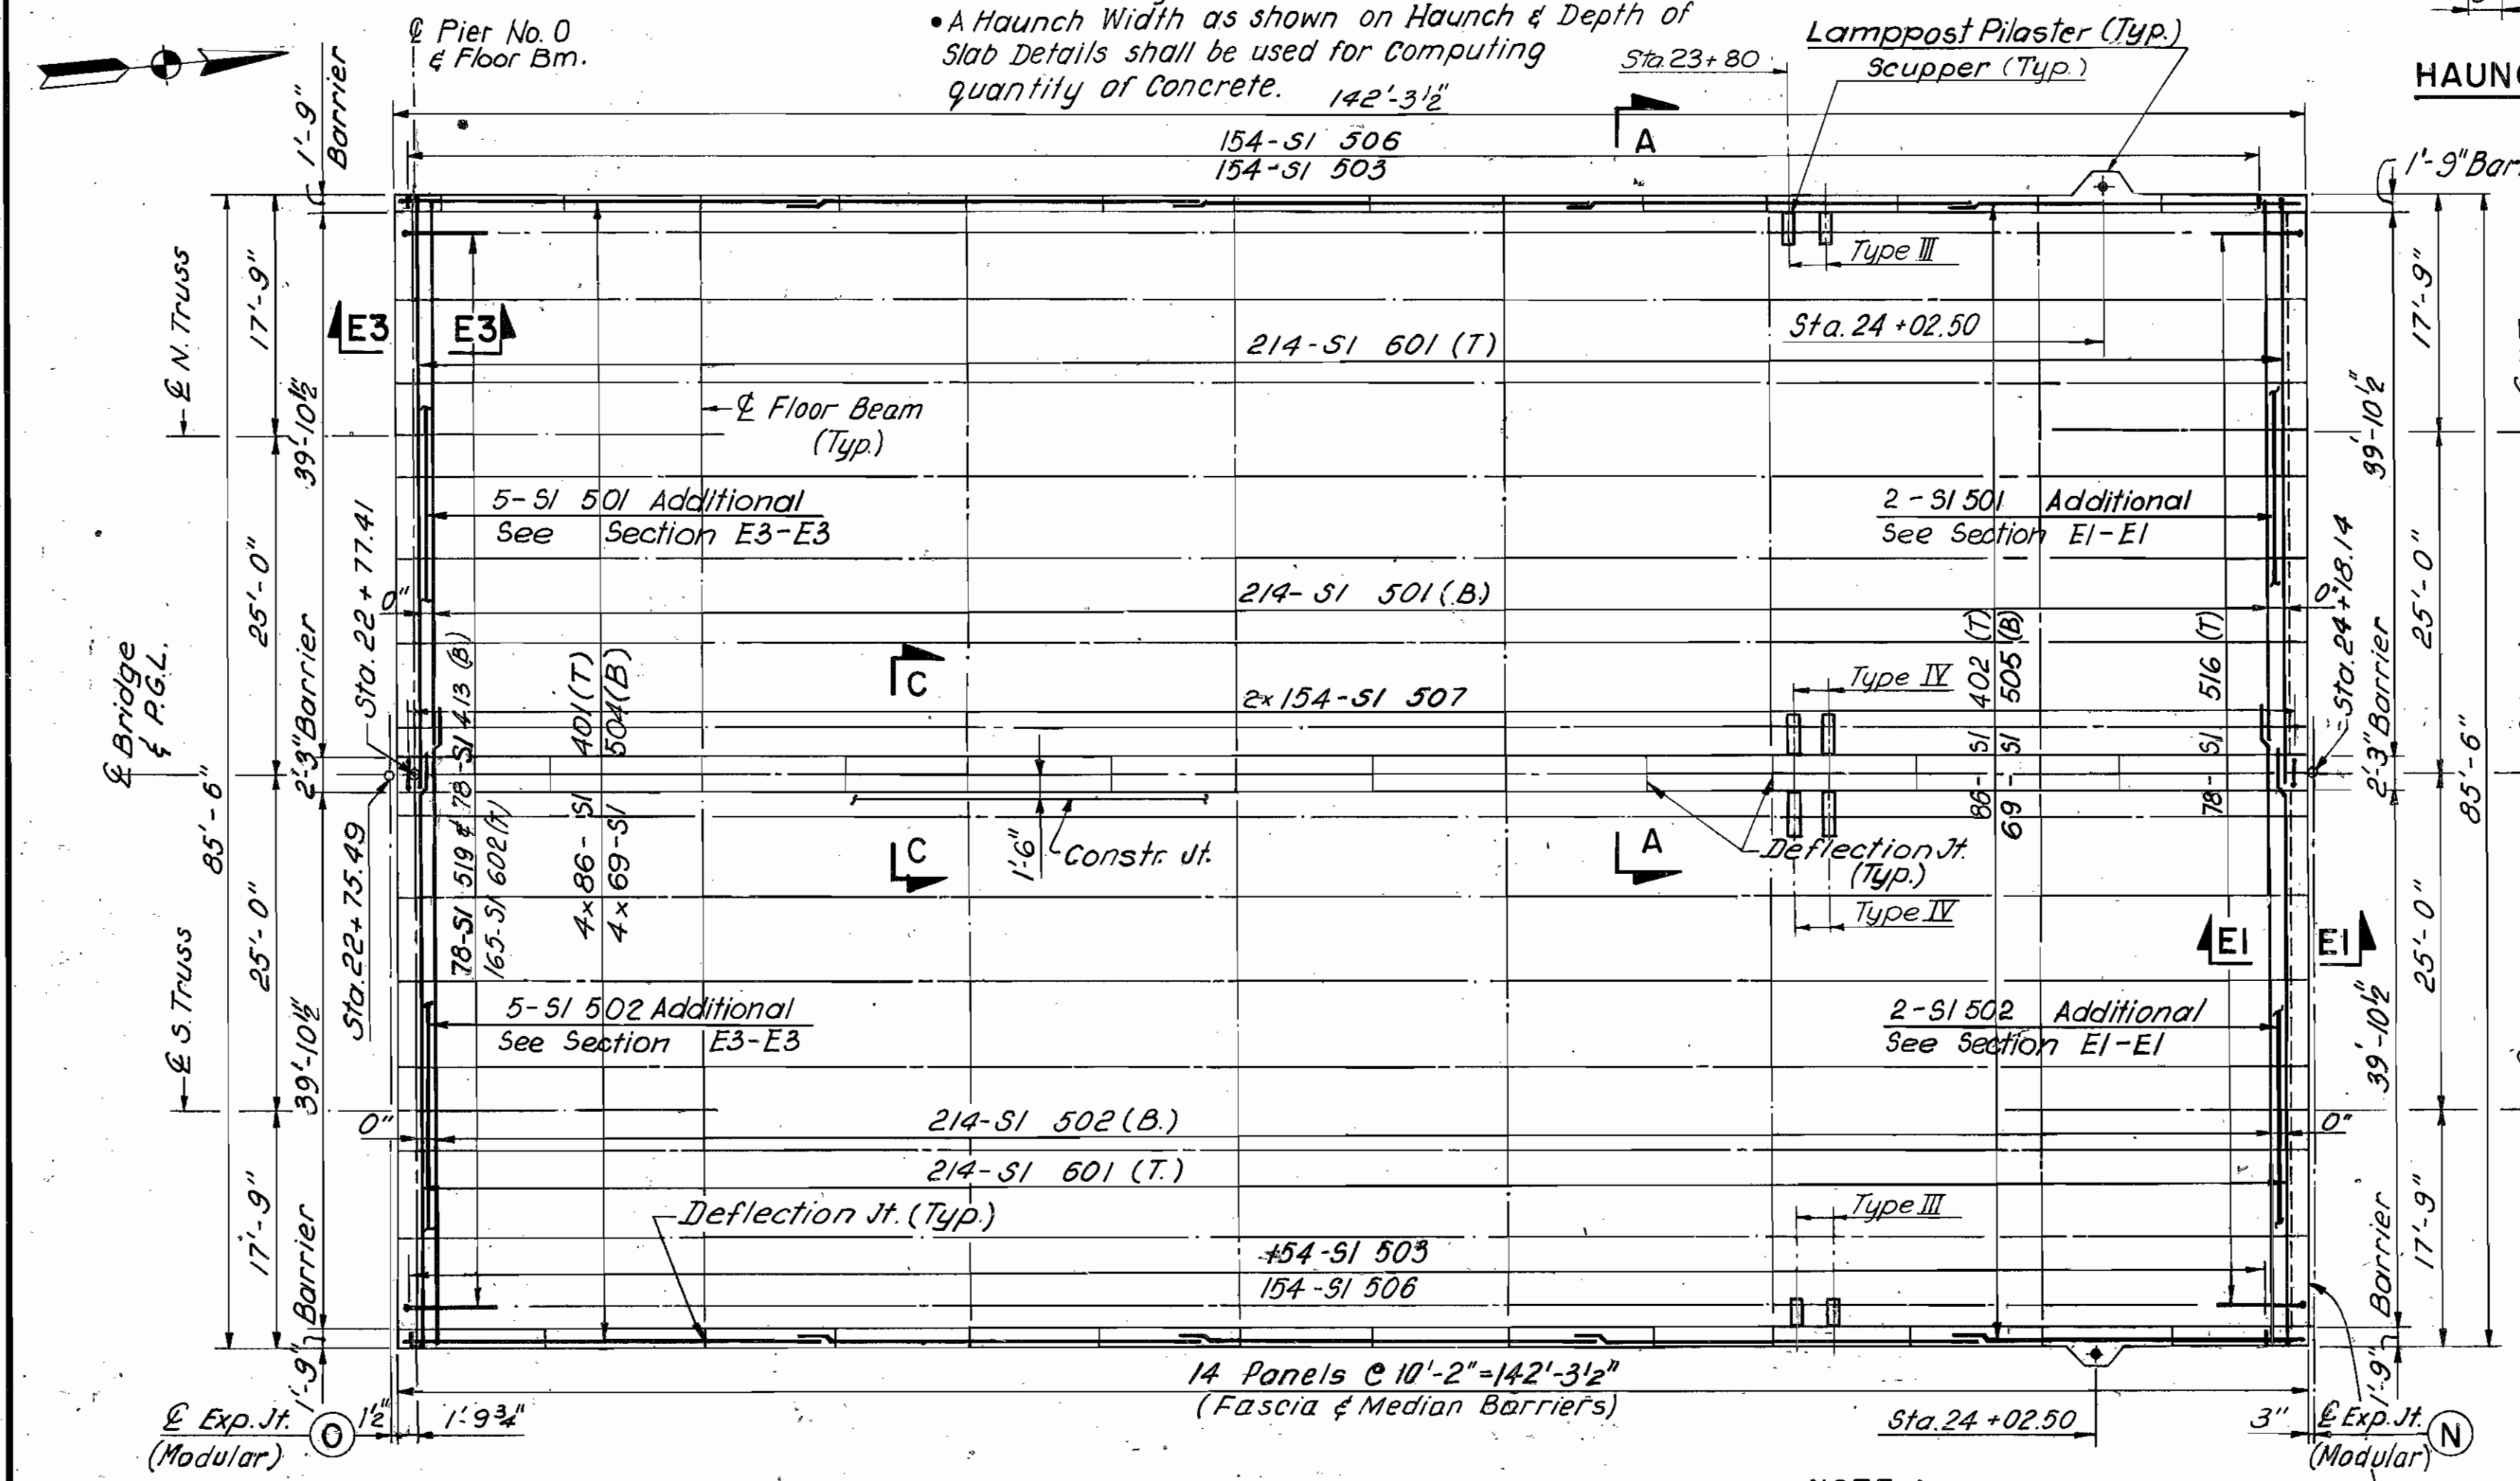 ℄ Pier No. 0
& Floor Bm.
• A Haunch Width as shown on Haunch & Depth of
Slab Details shall be used for Computing
quantity of Concrete.
Lamppost Pilaster (Typ.)
Scupper (Typ.)
Sta. 23+80
HAUN
142'-3½"
A
154-S1 506
154-S1 503
1'-9"
Barrier
1'-9" Bar
℄ N. Truss
17'-9"
39'-10½"
E3
E3
Type III
Sta. 24+02.50
214-S1 601 (T)
17'-9"
39'-10½"
℄ Floor Beam
(Typ.)
5-S1 501 Additional
See Section E3-E3
2-S1 501 Additional
See Section E1-E1
25'-0"
Sta. 22+77.41
0"
214-S1 501 (B.)
0"
Sta. 24+18.14
25'-0"
℄ Bridge
& P.G.L.
85'-6"
2'-3" Barrier
78-S1 519 & 78-S1 413 (B)
165-S1 602 (T)
4x86-S1 401 (T)
4x69-S1 504 (B)
C
2x154-S1 507
Type IV
86-S1 402 (T)
69-S1 505 (B)
78-S1 516 (T)
2'-3" Barrier
85'-6"
Sta. 22+75.49
C
1'-6"
Constr. Jt.
A
Deflection Jt.
(Typ.)
Type IV
E1
E1
25'-0"
℄ S. Truss
39'-10½"
5-S1 502 Additional
See Section E3-E3
2-S1 502 Additional
See Section E1-E1
25'-0"
39'-10½"
0"
214-S1 502 (B.)
0"
214-S1 601 (T.)
17'-9"
1'-9" Barrier
Deflection Jt. (Typ.)
Type III
154-S1 503
154-S1 506
17'-9"
1'-9" Barrier
14 Panels @ 10'-2"=142'-3½"
(Fascia & Median Barriers)
℄ Exp. Jt.
(Modular)
O
1½"
1'-9¾"
Sta. 24+02.50
3"
℄ Exp. Jt.
(Modular)
N